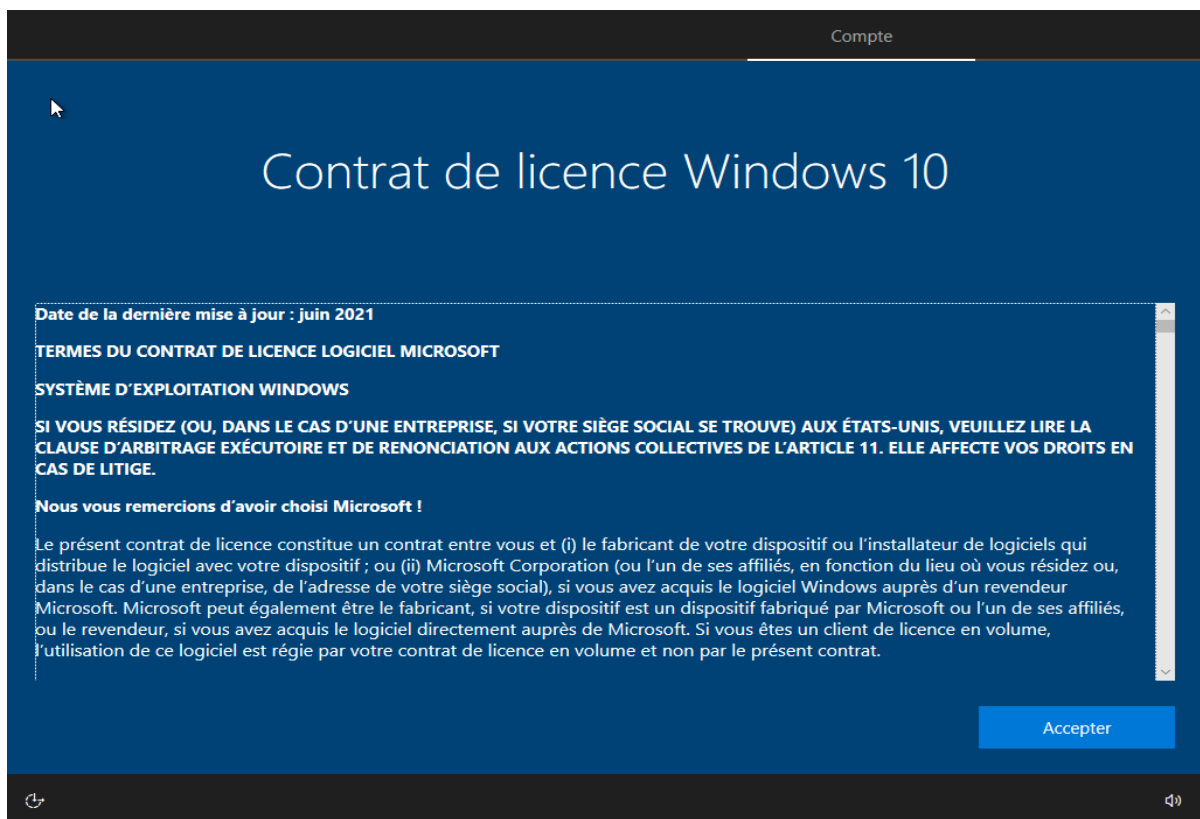 Compte
Contrat de licence Windows 10
Date de la dernière mise à jour : juin 2021
TERMES DU CONTRAT DE LICENCE LOGICIEL MICROSOFT
SYSTÈME D’EXPLOITATION WINDOWS
SI VOUS RÉSIDEZ (OU, DANS LE CAS D’UNE ENTREPRISE, SI VOTRE SIÈGE SOCIAL SE TROUVE) AUX ÉTATS-UNIS, VEUILLEZ LIRE LA
CLAUSE D’ARBITRAGE EXÉCUTOIRE ET DE RENONCIATION AUX ACTIONS COLLECTIVES DE L’ARTICLE 11. ELLE AFFECTE VOS DROITS EN
CAS DE LITIGE.
Nous vous remercions d’avoir choisi Microsoft !
Le présent contrat de licence constitue un contrat entre vous et (i) le fabricant de votre dispositif ou l’installateur de logiciels qui
distribue le logiciel avec votre dispositif ; ou (ii) Microsoft Corporation (ou l’un de ses affiliés, en fonction du lieu où vous résidez ou,
dans le cas d’une entreprise, de l’adresse de votre siège social), si vous avez acquis le logiciel Windows auprès d’un revendeur
Microsoft. Microsoft peut également être le fabricant, si votre dispositif est un dispositif fabriqué par Microsoft ou l’un de ses affiliés,
ou le revendeur, si vous avez acquis le logiciel directement auprès de Microsoft. Si vous êtes un client de licence en volume,
l’utilisation de ce logiciel est régie par votre contrat de licence en volume et non par le présent contrat.
Accepter